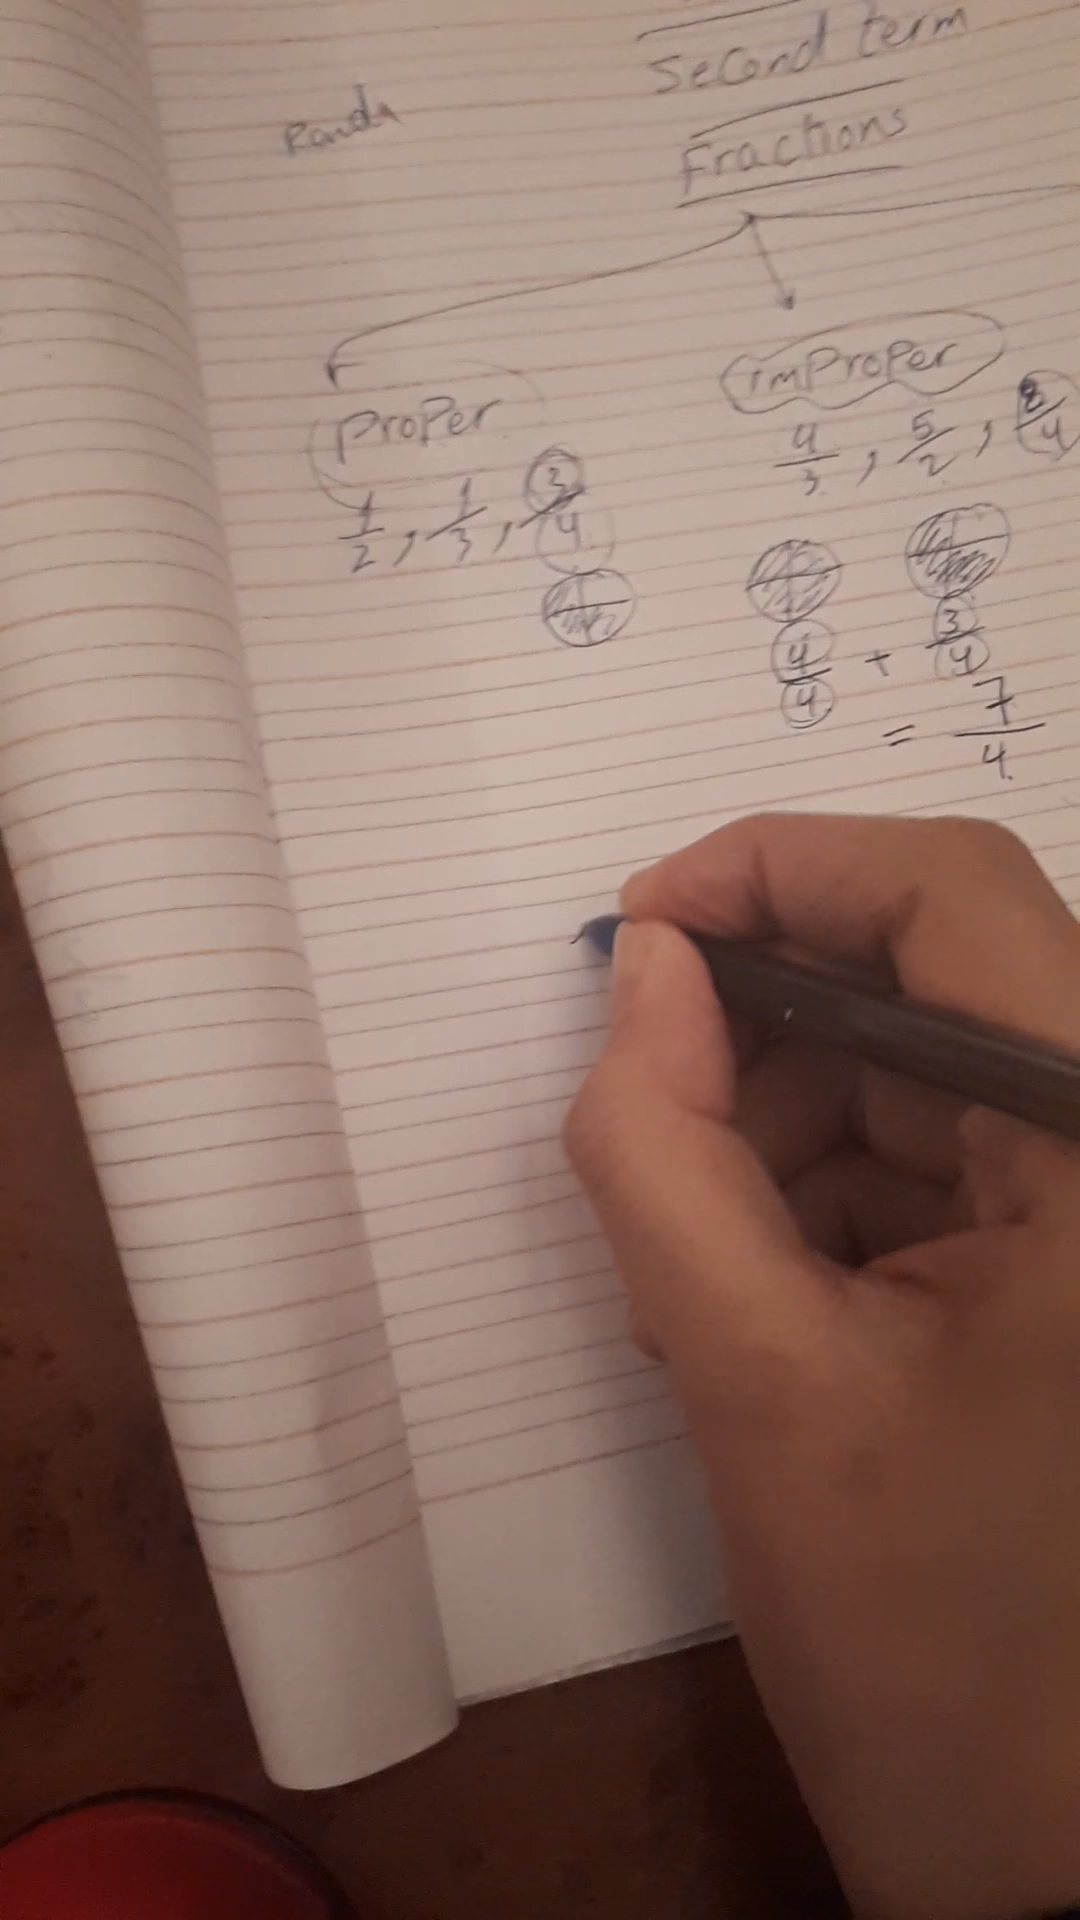 Second term
Randa
Fractions
Proper
improper
1/2, 1/3, 3/4
4/3, 5/2, 8/4
4/4 + 3/4
= 7/4